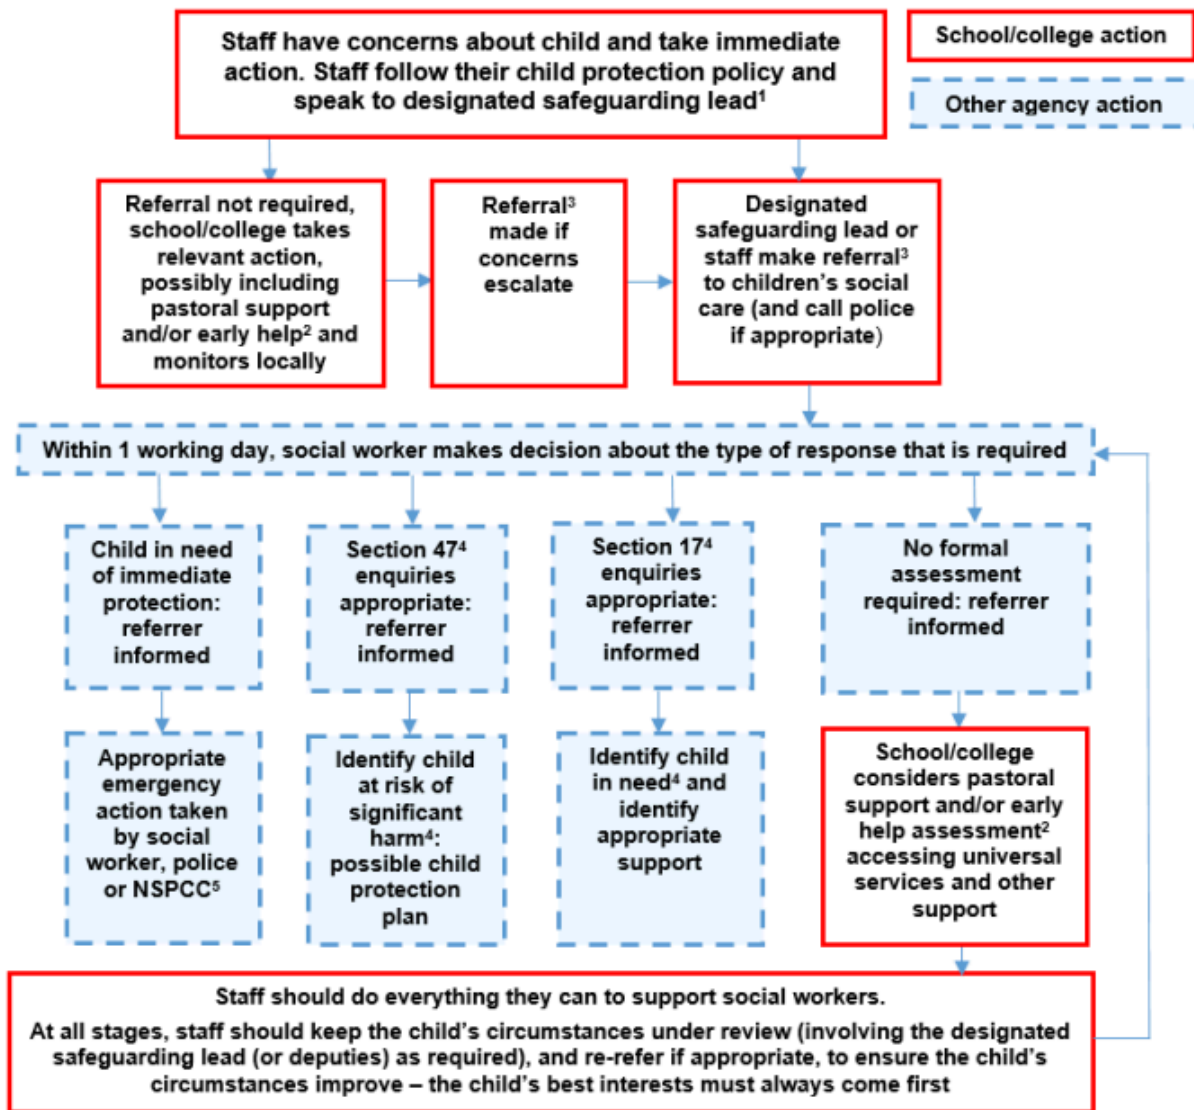 Staff have concerns about child and take immediate
action. Staff follow their child protection policy and
speak to designated safeguarding lead¹
School/college action
Other agency action
Referral not required,
school/college takes
relevant action,
possibly including
pastoral support
and/or early help² and
monitors locally
Referral³
made if
concerns
escalate
Designated
safeguarding lead or
staff make referral³
to children's social
care (and call police
if appropriate)
Within 1 working day, social worker makes decision about the type of response that is required
Child in need
of immediate
protection:
referrer
informed
Section 47⁴
enquiries
appropriate:
referrer
informed
Section 17⁴
enquiries
appropriate:
referrer
informed
No formal
assessment
required: referrer
informed
Appropriate
emergency
action taken
by social
worker, police
or NSPCC⁵
Identify child
at risk of
significant
harm⁴:
possible child
protection
plan
Identify child
in need⁴ and
identify
appropriate
support
School/college
considers pastoral
support and/or early
help assessment²
accessing universal
services and other
support
Staff should do everything they can to support social workers.
At all stages, staff should keep the child's circumstances under review (involving the designated
safeguarding lead (or deputies) as required), and re-refer if appropriate, to ensure the child's
circumstances improve – the child's best interests must always come first